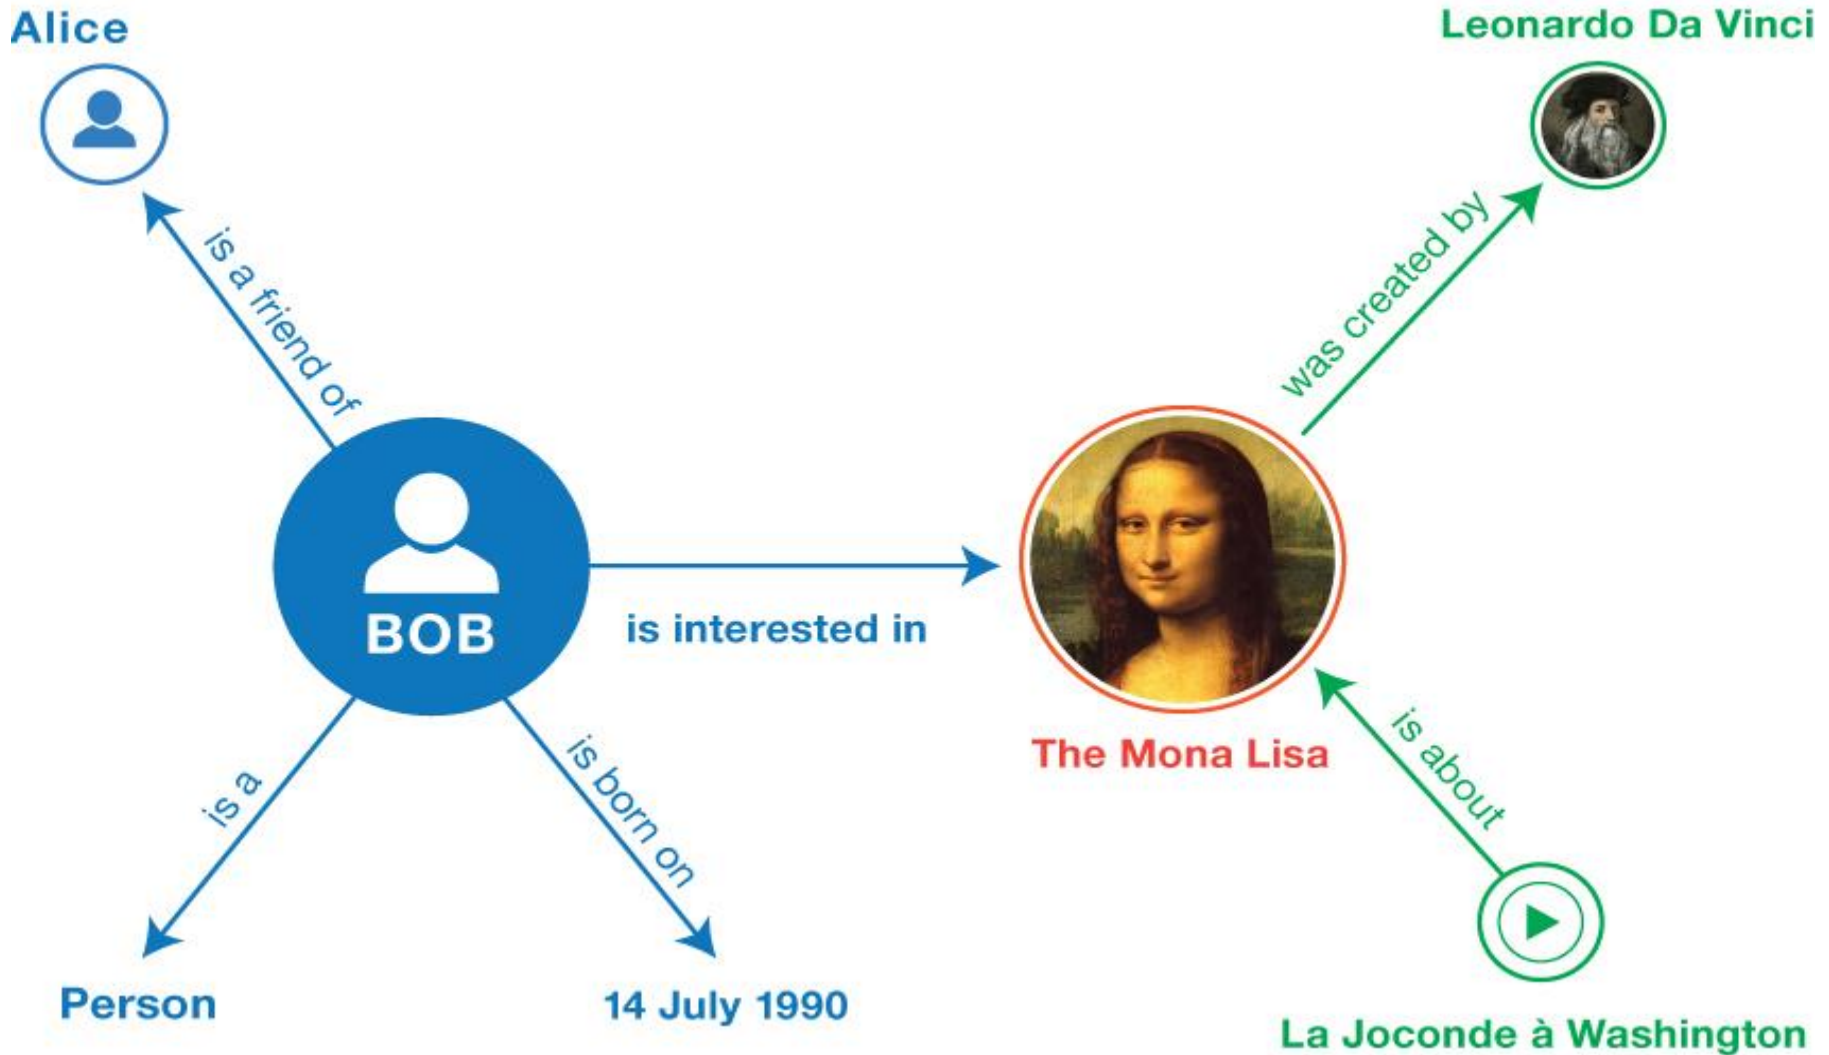 Alice
Leonardo Da Vinci
is a friend of
was created by
BOB
is interested in
The Mona Lisa
is a
is born on
is about
Person
14 July 1990
La Joconde à Washington